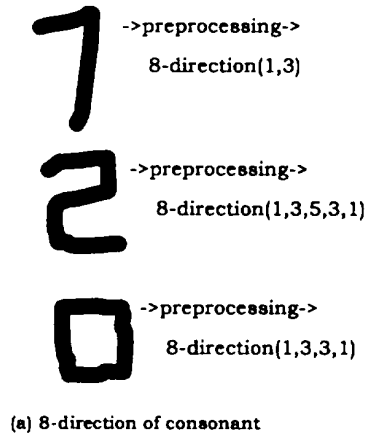 ㄱ ->preprocessing->
8-direction(1,3)
ㄹ ->preprocessing->
8-direction(1,3,5,3,1)
ㅁ ->preprocessing->
8-direction(1,3,3,1)
(a) 8-direction of consonant